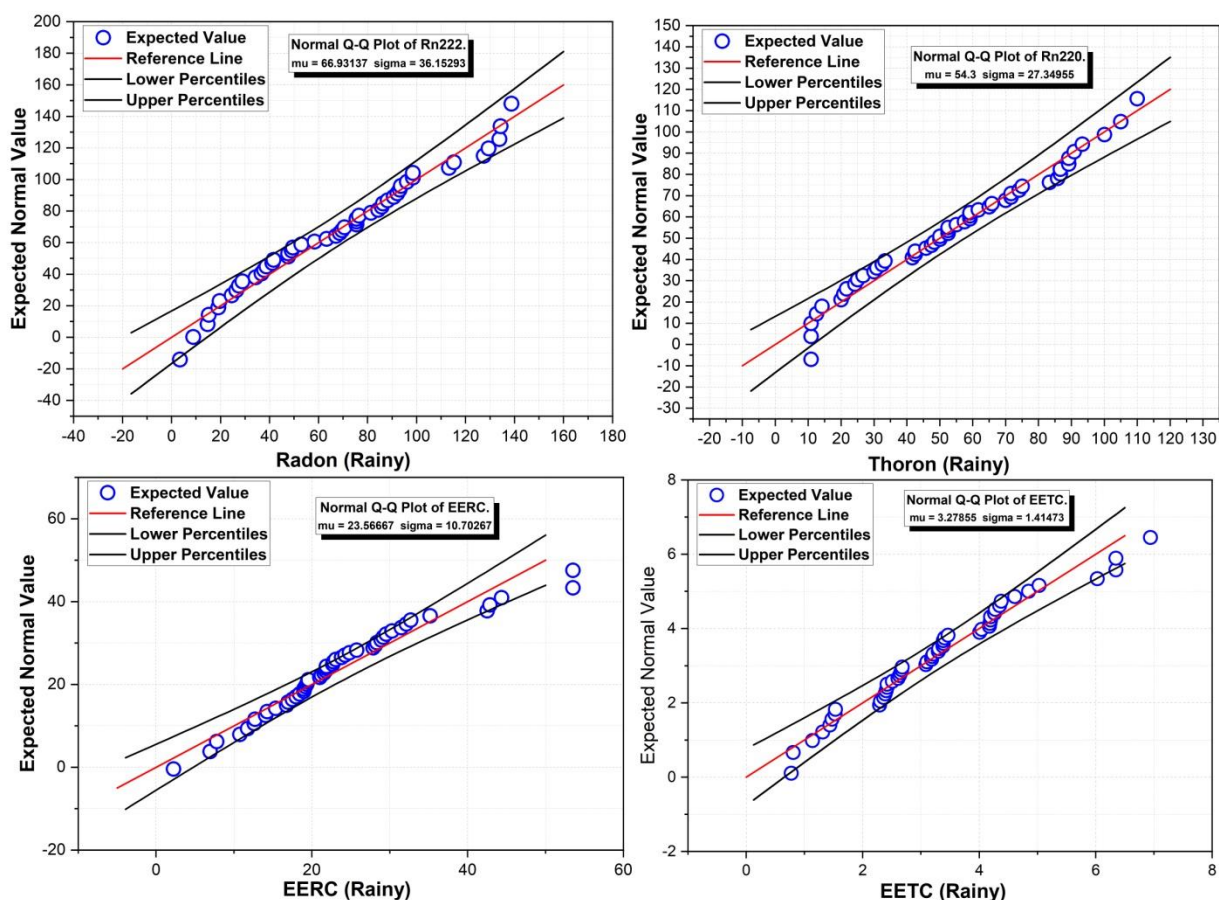 200
180
160
140
120
100
80
60
40
20
0
-20
-40
-40 -20 0 20 40 60 80 100 120 140 160 180
Expected Normal Value
Radon (Rainy)
Expected Value
Reference Line
Lower Percentiles
Upper Percentiles
Normal Q-Q Plot of Rn222.
mu = 66.93137 sigma = 36.15293
150
140
130
120
110
100
90
80
70
60
50
40
30
20
10
0
-10
-20
-30
-20 -10 0 10 20 30 40 50 60 70 80 90 100 110 120 130
Expected Normal Value
Thoron (Rainy)
Expected Value
Reference Line
Lower Percentiles
Upper Percentiles
Normal Q-Q Plot of Rn220.
mu = 54.3 sigma = 27.34955
60
40
20
0
-20
0 20 40 60
Expected Normal Value
EERC (Rainy)
Expected Value
Reference Line
Lower Percentiles
Upper Percentiles
Normal Q-Q Plot of EERC.
mu = 23.56667 sigma = 10.70267
8
6
4
2
0
-2
0 2 4 6 8
Expected Normal Value
EETC (Rainy)
Expected Value
Reference Line
Lower Percentiles
Upper Percentiles
Normal Q-Q Plot of EETC.
mu = 3.27855 sigma = 1.41473